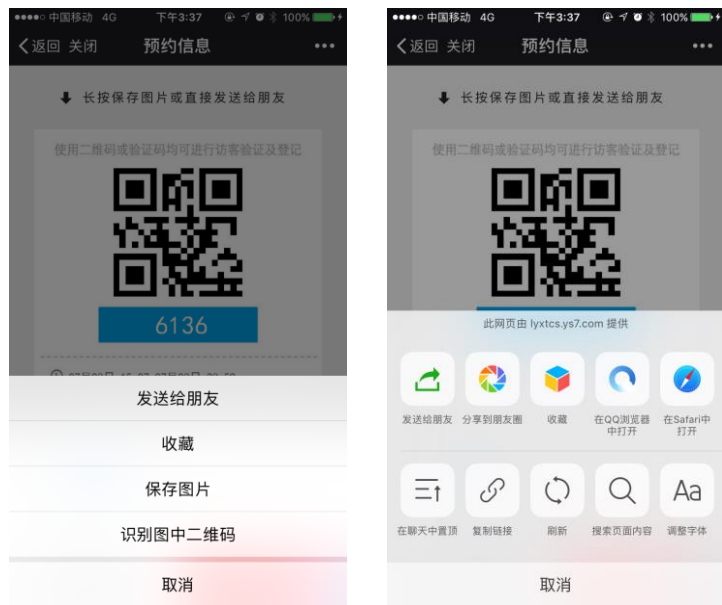 中国移动 4G 下午3:37 100%
返回 关闭 预约信息
长按保存图片或直接发送给朋友
使用二维码或验证码均可进行访客验证及登记
6136
发送给朋友
收藏
保存图片
识别图中二维码
取消
中国移动 4G 下午3:37 100%
返回 关闭 预约信息
长按保存图片或直接发送给朋友
使用二维码或验证码均可进行访客验证及登记
此网页由 lyxtcs.ys7.com 提供
发送给朋友 分享到朋友圈 收藏 在QQ浏览器 在Safari中
中打开 打开
Aa
在聊天中置顶 复制链接 刷新 搜索页面内容 调整字体
取消